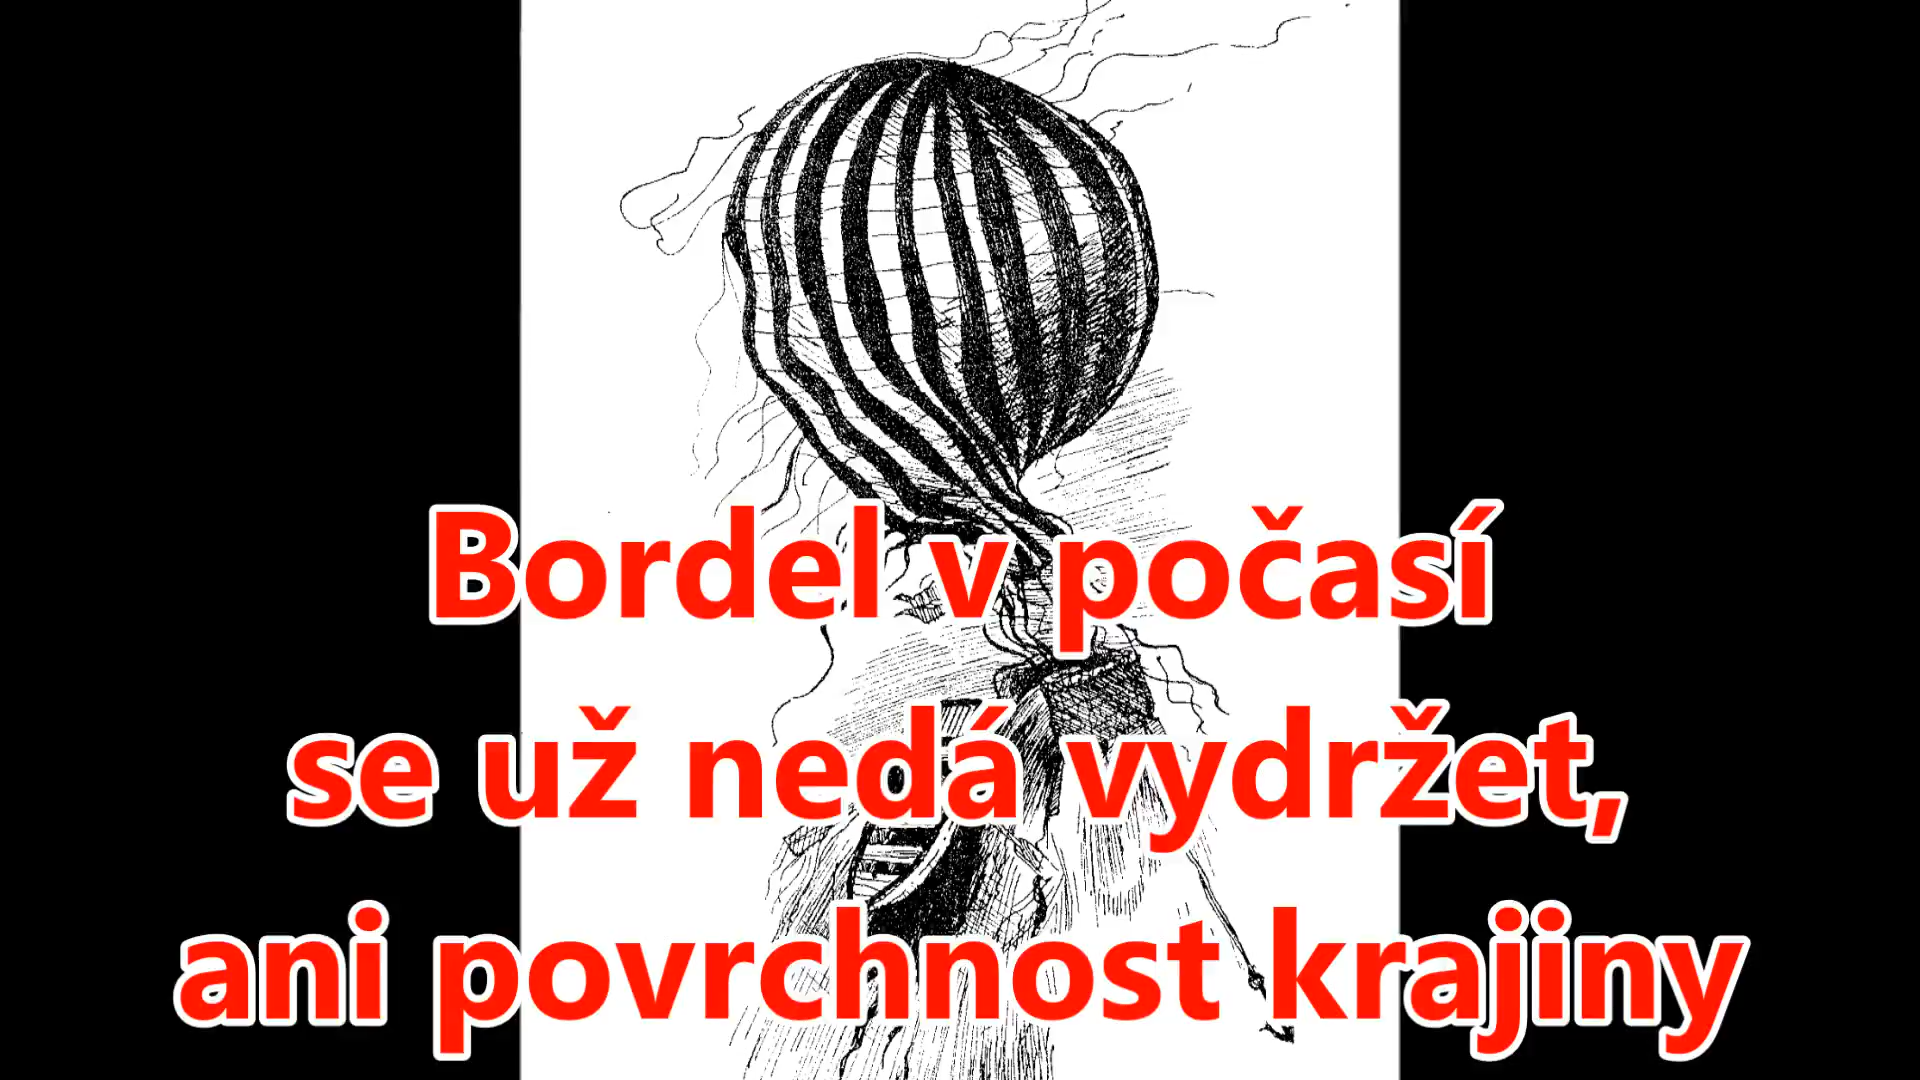 Bordel v počasí
se už nedá vydržet,
ani povrchnost krajiny